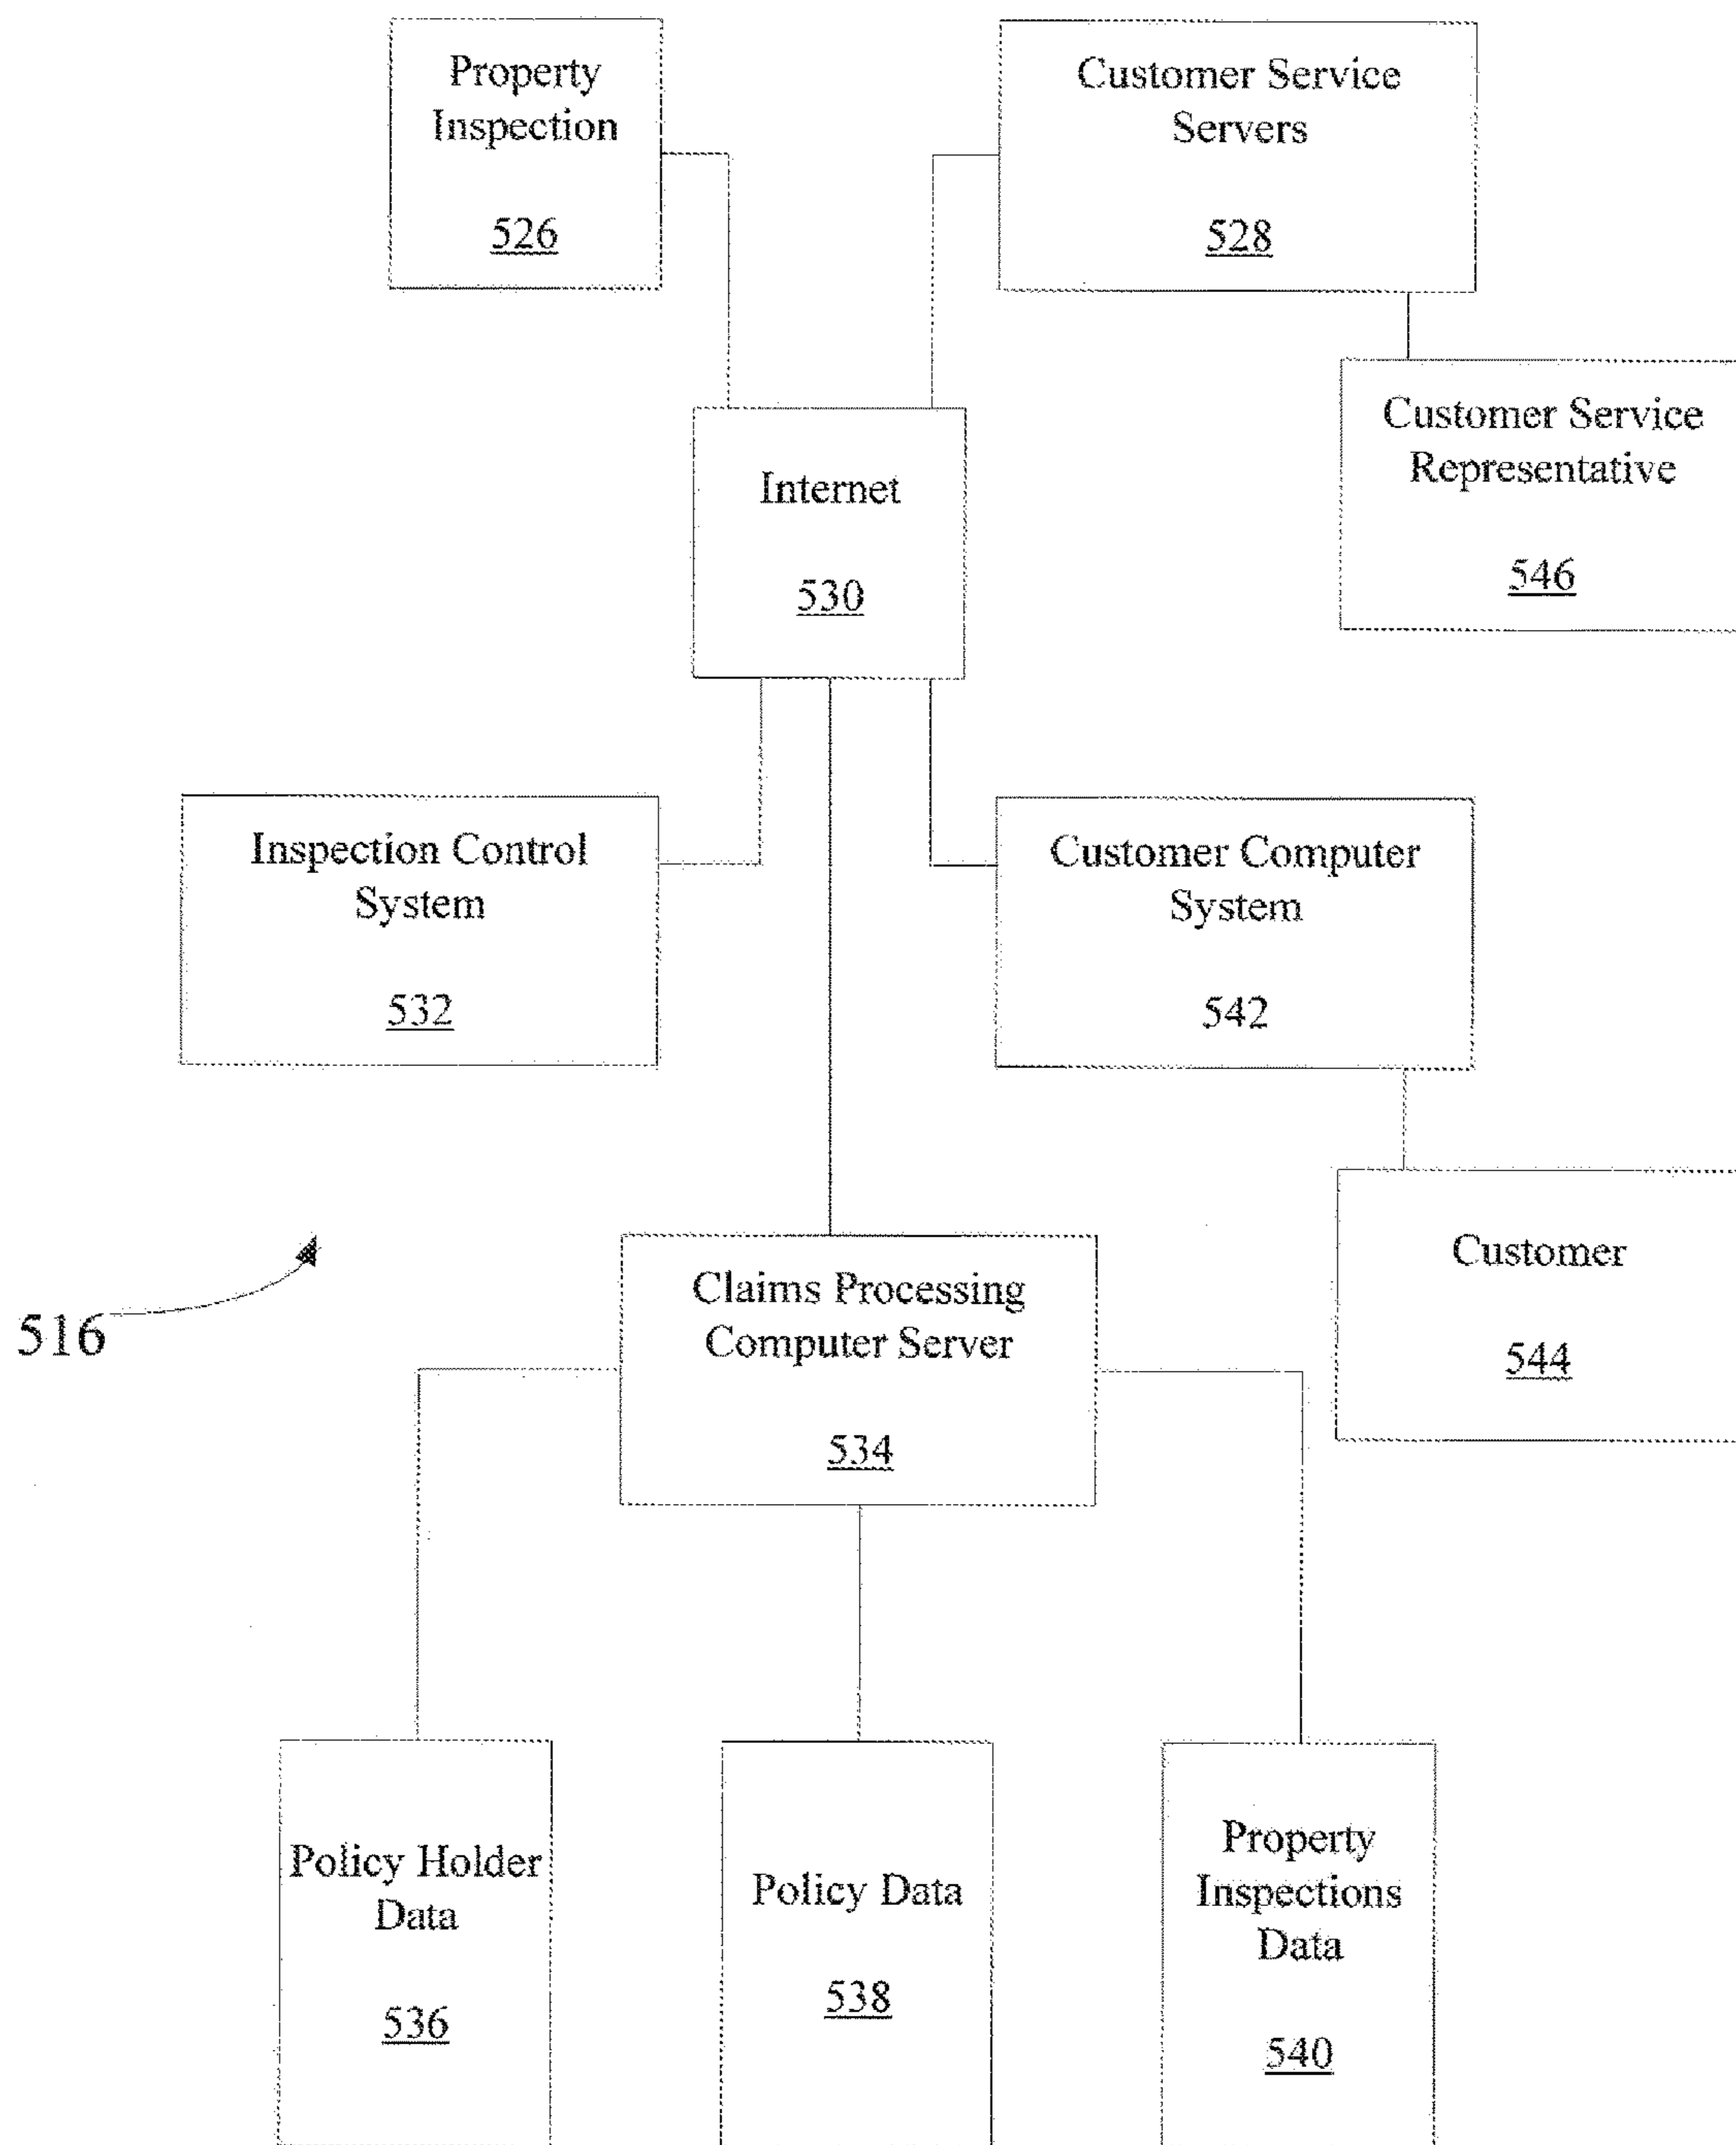 Property
Inspection
526
Customer Service
Servers
528
Customer Service
Representative
546
Internet
530
Inspection Control
System
532
Customer Computer
System
542
516
Claims Processing
Computer Server
534
Customer
544
Policy Holder
Data
536
Policy Data
538
Property
Inspections
Data
540